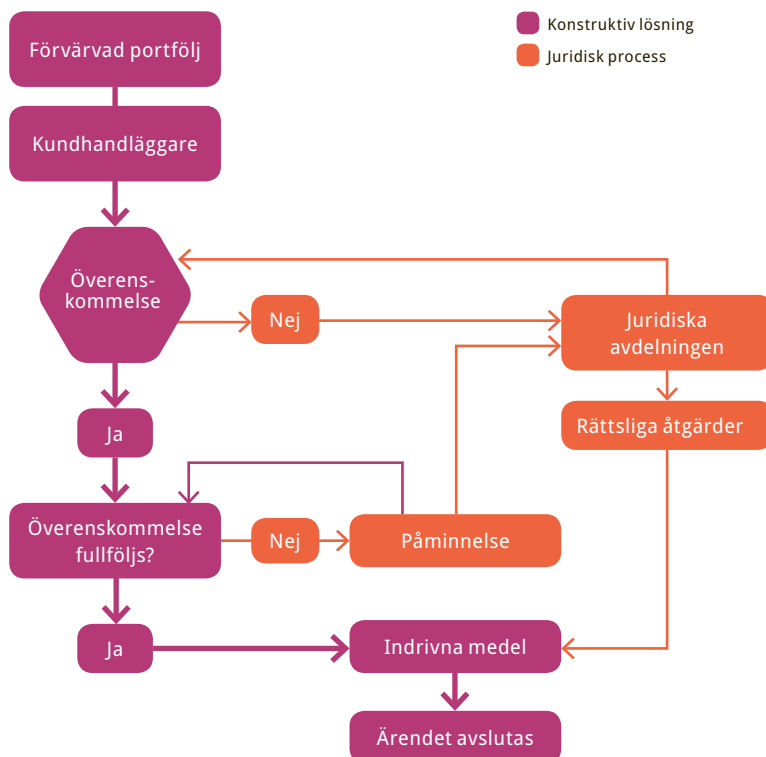 Förvärvad portfölj
Konstruktiv lösning
Juridisk process
Kundhandläggare
Överens-
kommelse
Nej
Juridiska
avdelningen
Ja
Rättsliga åtgärder
Överenskommelse
fullföljs?
Nej
Påminnelse
Ja
Indrivna medel
Ärendet avslutas